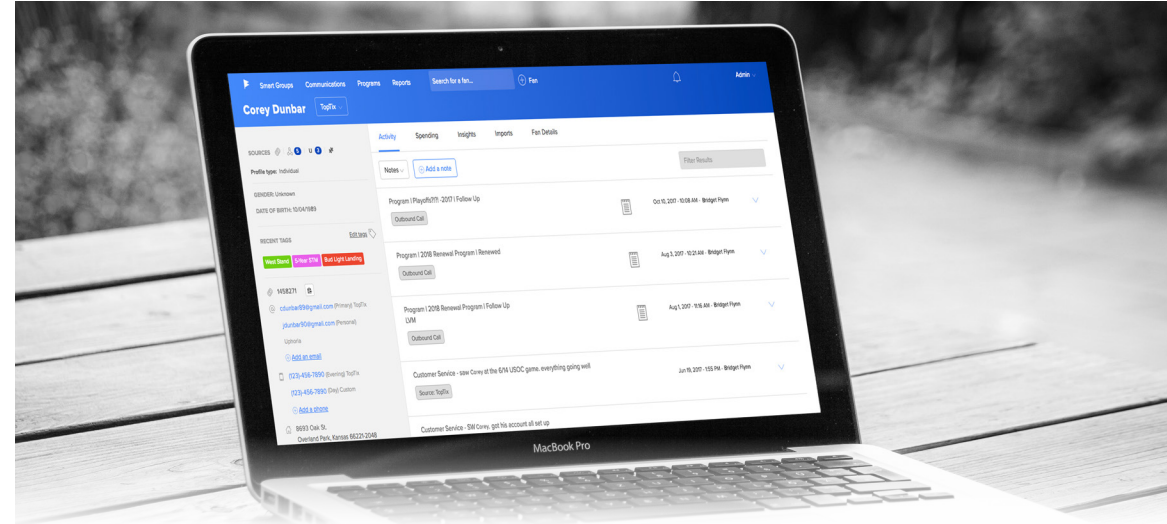 Smart Groups Communications Programs Reports Search for a fan... Fan Admin
Corey Dunbar TopTix
SOURCES 5 U 3
Profile type: Individual
GENDER: Unknown
DATE OF BIRTH: 10/04/1989
RECENT TAGS Edit tags
West Stand 5-Year STM Bud Light Landing
1458271
cdunbar89@gmail.com (Primary) TopTix
jdunbar90@gmail.com (Personal)
Uphoria
Add an email
(123)-456-7890 (Evening) TopTix
(123)-456-7890 (Day) Custom
Add a phone
8693 Oak St.
Overland Park, Kansas 66221-2048
Activity Spending Insights Imports Fan Details
Notes Add a note Filter Results
Program | Playoffs?!?! -2017 | Follow Up
Oct 10, 2017 - 10:08 AM - Bridget Flynn
Outbound Call
Program | 2018 Renewal Program | Renewed
Aug 3, 2017 - 10:21 AM - Bridget Flynn
Outbound Call
Program | 2018 Renewal Program | Follow Up
Aug 1, 2017 - 11:16 AM - Bridget Flynn
LVM
Outbound Call
Customer Service - saw Corey at the 6/14 USOC game. everything going well
Jun 19, 2017 - 1:55 PM - Bridget Flynn
Source: TopTix
Customer Service - SW Corey, got his account all set up
MacBook Pro